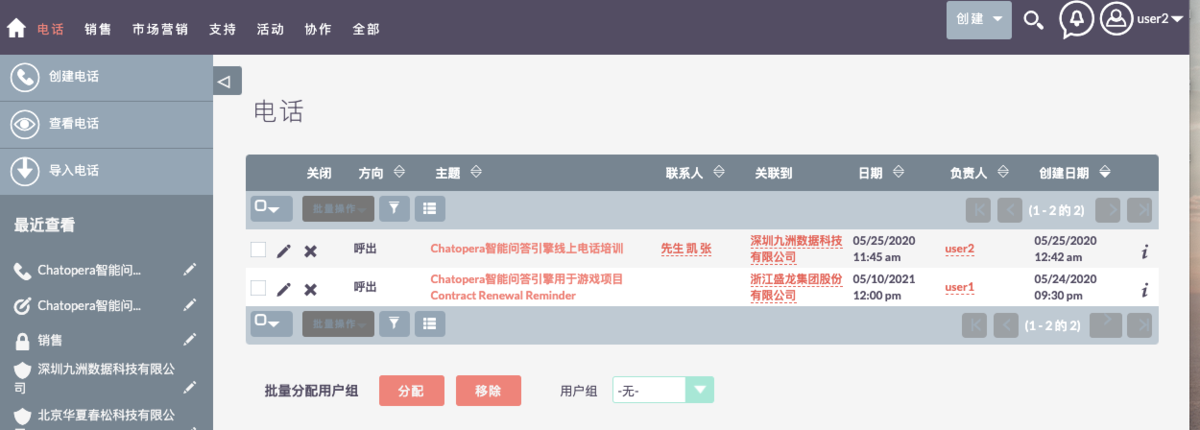 电话 销售 市场营销 支持 活动 协作 全部 创建 user2
创建电话
查看电话
导入电话
最近查看
Chatopera智能问...
Chatopera智能问...
销售
深圳九洲数据科技有限公
司
北京华夏春松科技有限公
电话
关闭 方向 主题 联系人 关联到 日期 负责人 创建日期
批量操作 (1 - 2 的 2)
呼出 Chatopera智能问答引擎线上电话培训 先生 凯 张 深圳九洲数据科技 05/25/2020 user2 05/25/2020
有限公司 11:45 am 12:42 am
呼出 Chatopera智能问答引擎用于游戏项目 浙江盛龙集团股份 05/10/2021 user1 05/24/2020
Contract Renewal Reminder 有限公司 12:00 pm 09:30 pm
批量操作 (1 - 2 的 2)
批量分配用户组 分配 移除 用户组 -无-